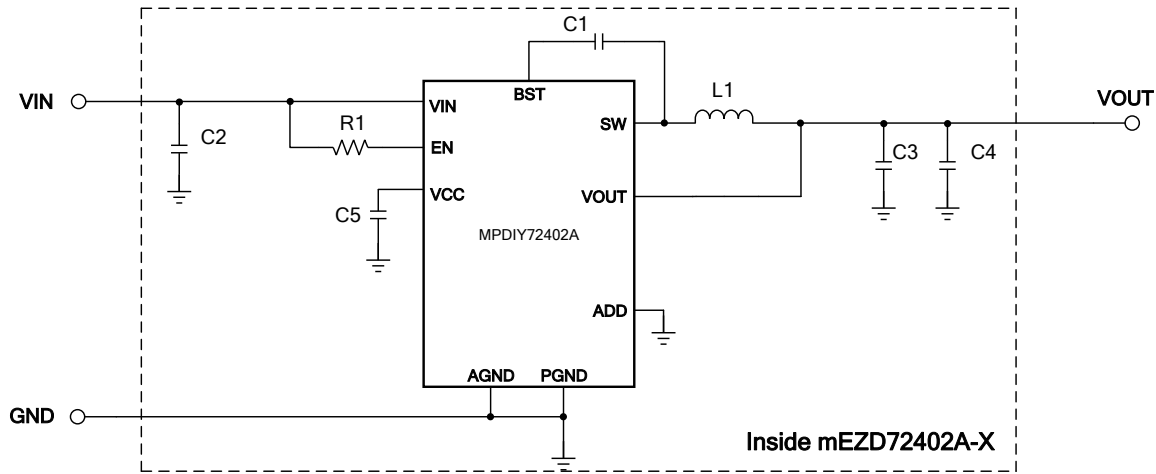 C1
BST
VIN
VIN
C2
R1
EN
SW
L1
VOUT
C3
C4
VCC
C5
VOUT
MPDIY72402A
ADD
AGND
PGND
GND
Inside mEZD72402A-X